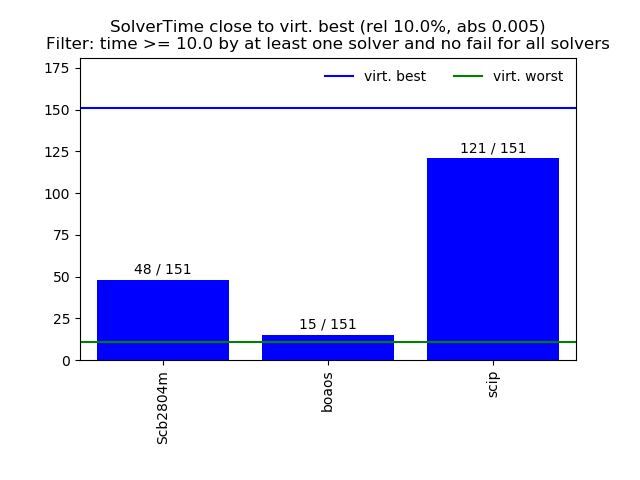 SolverTime close to virt. best (rel 10.0%, abs 0.005)
Filter: time >= 10.0 by at least one solver and no fail for all solvers
175
150
125
100
75
50
25
0
virt. best
virt. worst
48 / 151
15 / 151
121 / 151
Scb2804m
boaos
scip